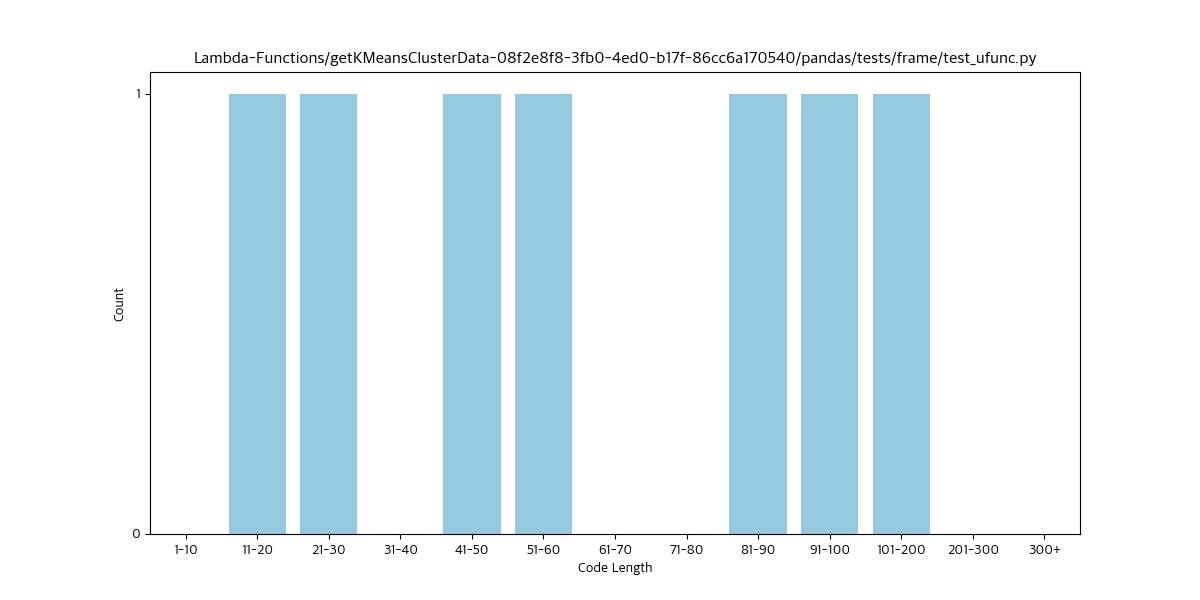 Lambda-Functions/getKMeansClusterData-08f2e8f8-3fb0-4ed0-b17f-86cc6a170540/pandas/tests/frame/test_ufunc.py
1
Count
0
1-10 11-20 21-30 31-40 41-50 51-60 61-70 71-80 81-90 91-100 101-200 201-300 300+
Code Length